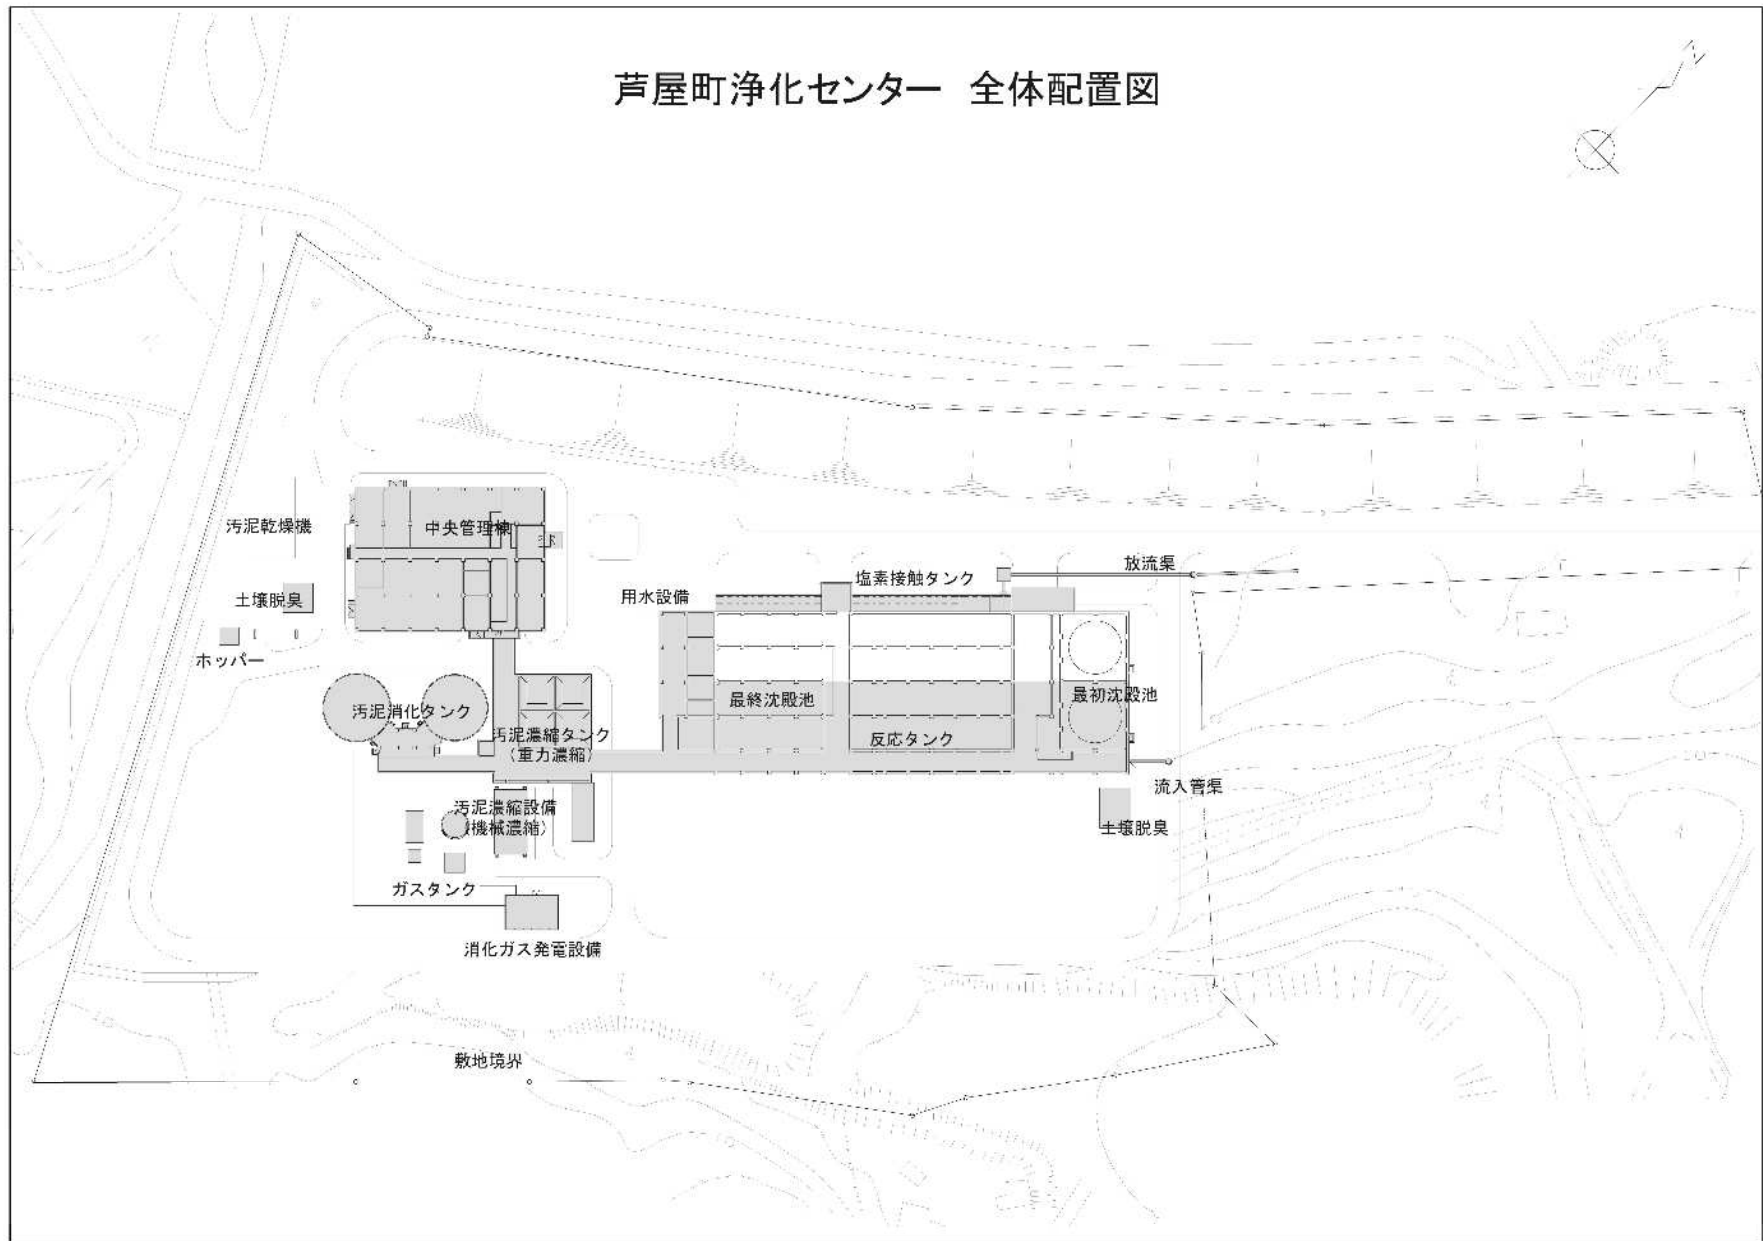 芦屋町浄化センター 全体配置図
N
汚泥乾燥機
中央管理棟
土壌脱臭
ホッパー
用水設備
塩素接触タンク
放流渠
汚泥消化タンク
汚泥濃縮タンク
(重力濃縮)
最終沈殿池
反応タンク
最初沈殿池
流入管渠
土壌脱臭
汚泥濃縮設備
(機械濃縮)
ガスタンク
消化ガス発電設備
敷地境界